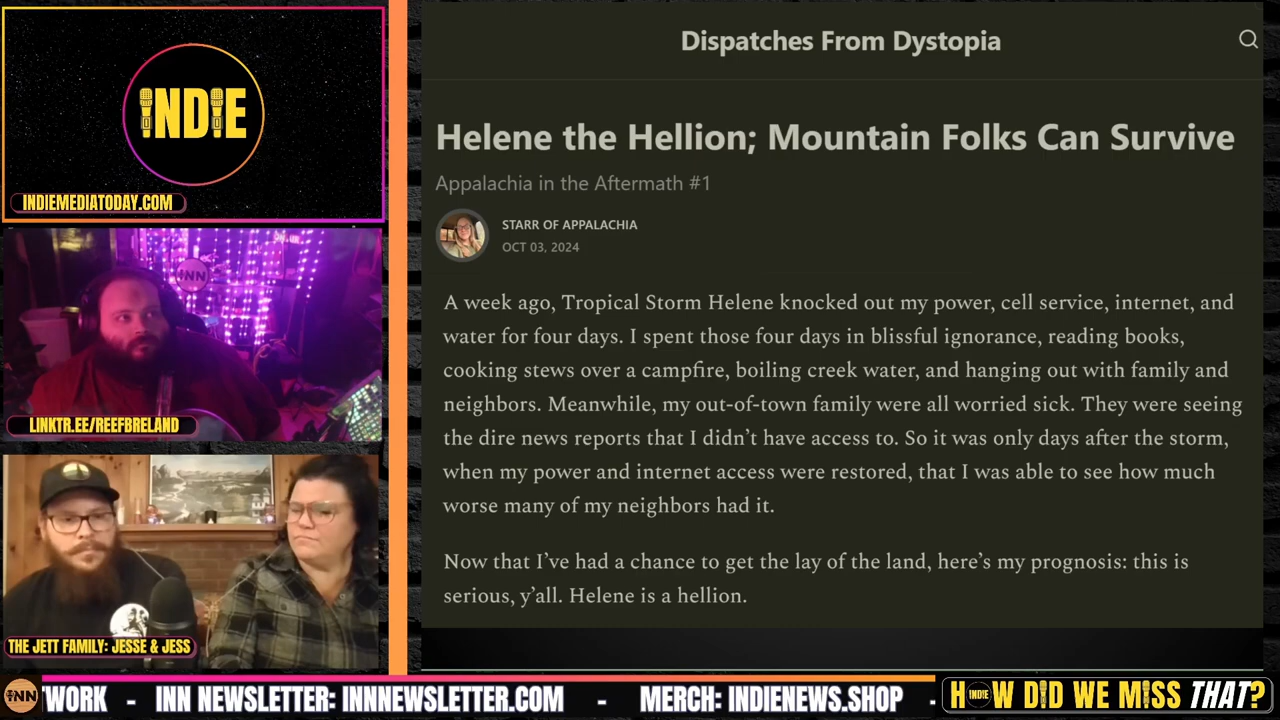 INDIE
INDIEMEDIATODAY.COM
INN
LINKTR.EE/REEFBRELAND
THE JETT FAMILY: JESSE & JESS
Dispatches From Dystopia
Helene the Hellion; Mountain Folks Can Survive
Appalachia in the Aftermath #1
STARR OF APPALACHIA
OCT 03, 2024
A week ago, Tropical Storm Helene knocked out my power, cell service, internet, and
water for four days. I spent those four days in blissful ignorance, reading books,
cooking stews over a campfire, boiling creek water, and hanging out with family and
neighbors. Meanwhile, my out-of-town family were all worried sick. They were seeing
the dire news reports that I didn’t have access to. So it was only days after the storm,
when my power and internet access were restored, that I was able to see how much
worse many of my neighbors had it.
Now that I’ve had a chance to get the lay of the land, here’s my prognosis: this is
serious, y’all. Helene is a hellion.
INN
TWORK - INN NEWSLETTER: INNNEWSLETTER.COM - MERCH: INDIENEWS.SHOP -
INDIE
HOW DID WE MISS THAT?